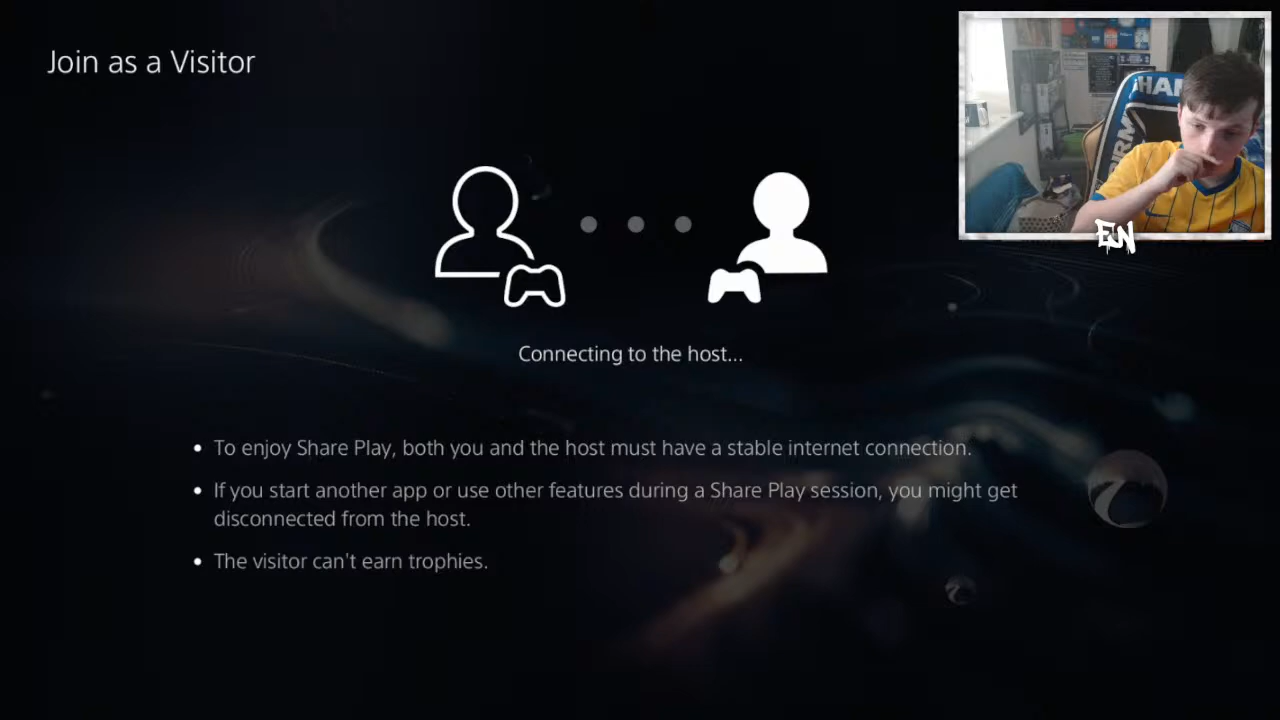 Join as a Visitor
HAM
BIRM
EN
Connecting to the host...
• To enjoy Share Play, both you and the host must have a stable internet connection.
• If you start another app or use other features during a Share Play session, you might get
disconnected from the host.
• The visitor can't earn trophies.